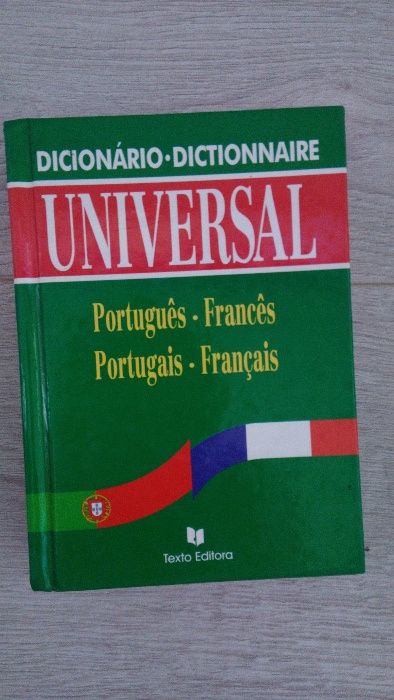 DICIONÁRIO · DICTIONNAIRE
UNIVERSAL
Português · Francês
Portugais · Français
Texto Editora